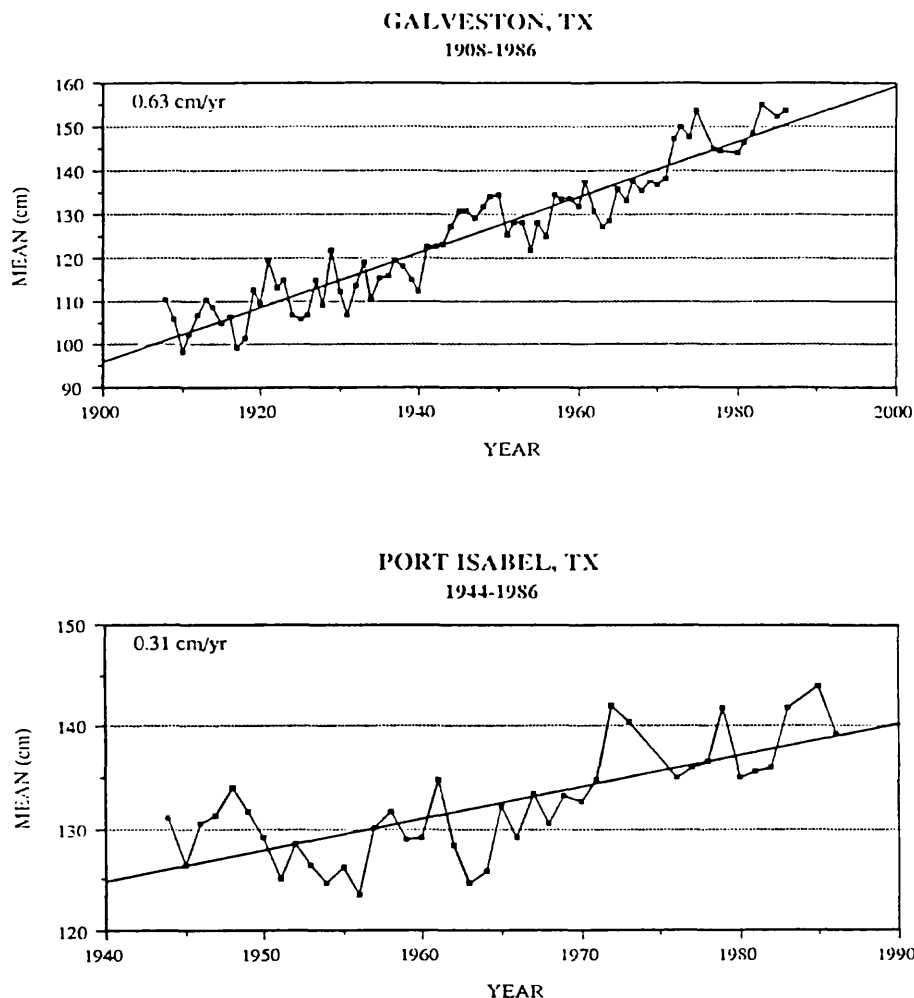 GALVESTON, TX
1908-1986
0.63 cm/yr
MEAN (cm)
160
150
140
130
120
110
100
90
1900 1920 1940 1960 1980 2000
YEAR
PORT ISABEL, TX
1944-1986
0.31 cm/yr
MEAN (cm)
150
140
130
120
1940 1950 1960 1970 1980 1990
YEAR